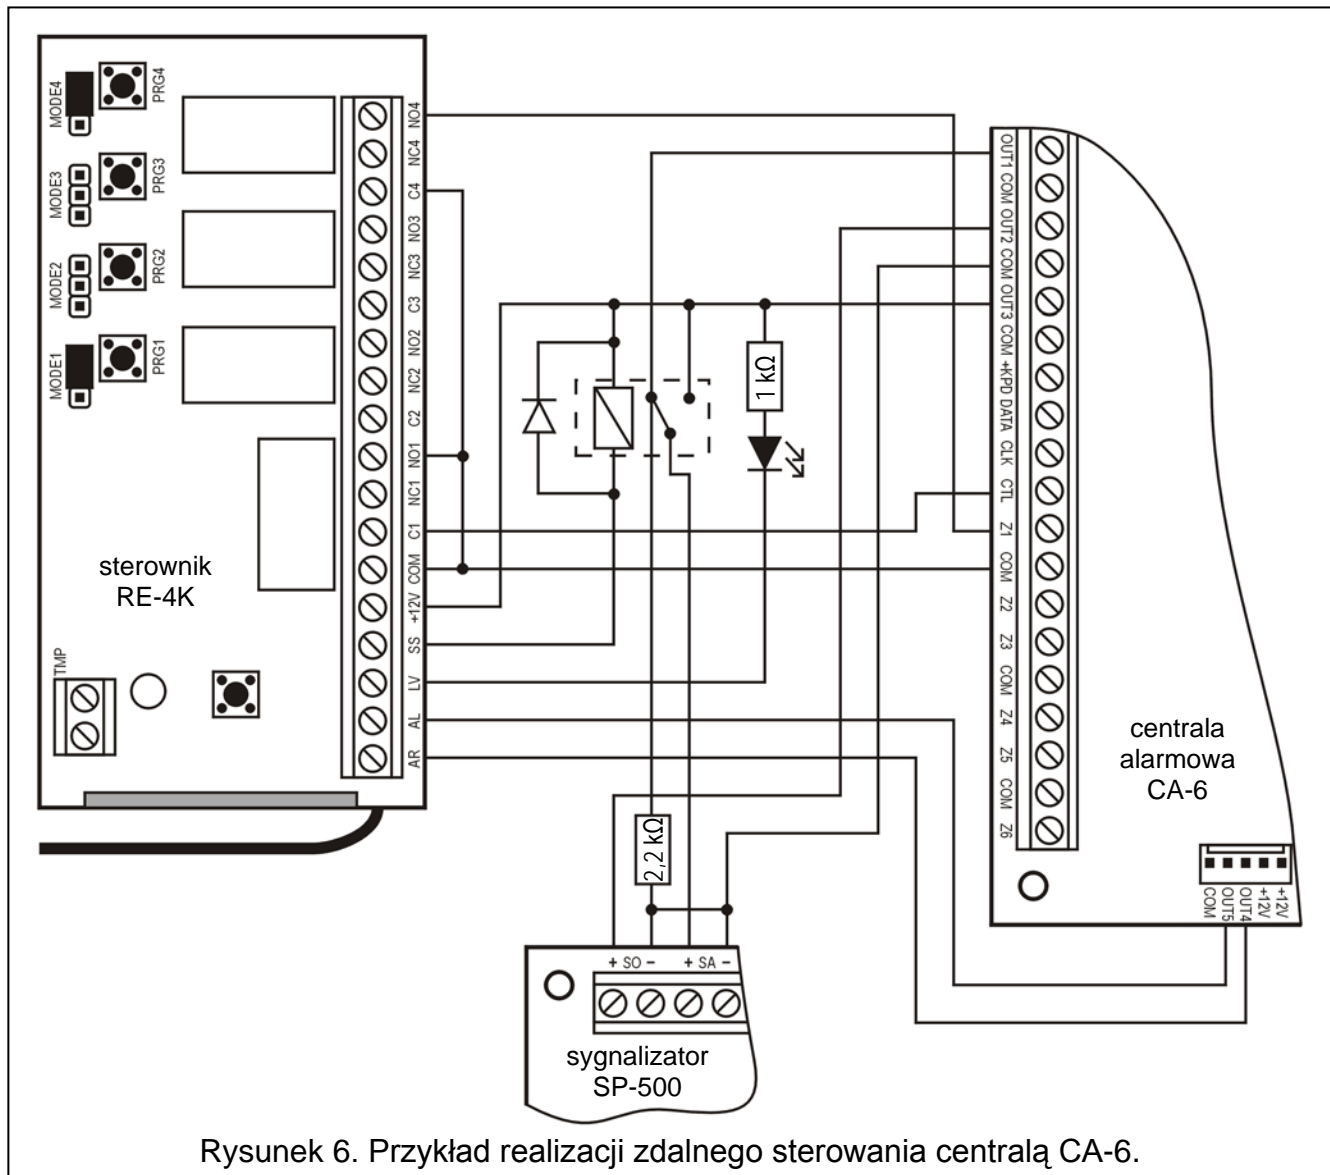 MODE4
PRG4
MODE3
PRG3
MODE2
PRG2
MODE1
PRG1
sterownik
RE-4K
TMP
NO4
NC4
C4
NO3
NC3
C3
NO2
NC2
C2
NO1
NC1
C1
COM
+12V
SS
LV
AL
AR
1 kΩ
2,2 kΩ
+ SO − + SA −
sygnalizator
SP-500
OUT1
COM
OUT2
COM
OUT3
COM
+KPD
DATA
CLK
CTL
Z1
COM
Z2
Z3
COM
Z4
Z5
COM
Z6
centrala
alarmowa
CA-6
COM
OUT5
OUT4
+12V
+12V
Rysunek 6. Przykład realizacji zdalnego sterowania centralą CA-6.